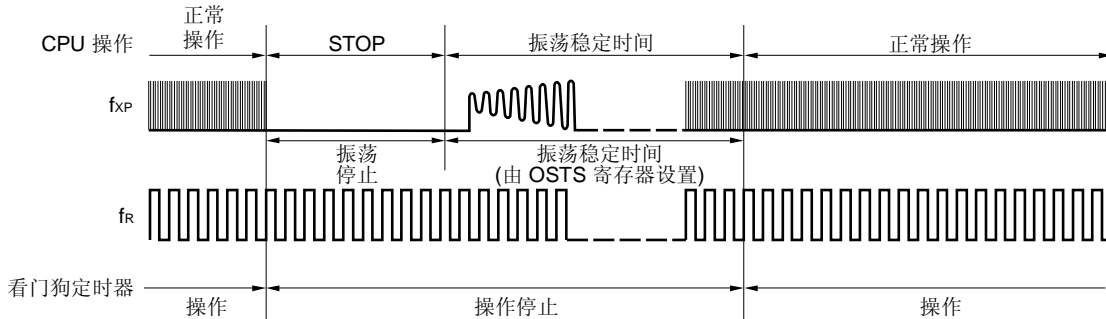 正常
操作
CPU 操作
STOP
振荡稳定时间
正常操作
fXP
振荡
停止
振荡稳定时间
(由 OSTS 寄存器设置)
fR
看门狗定时器
操作
操作停止
操作